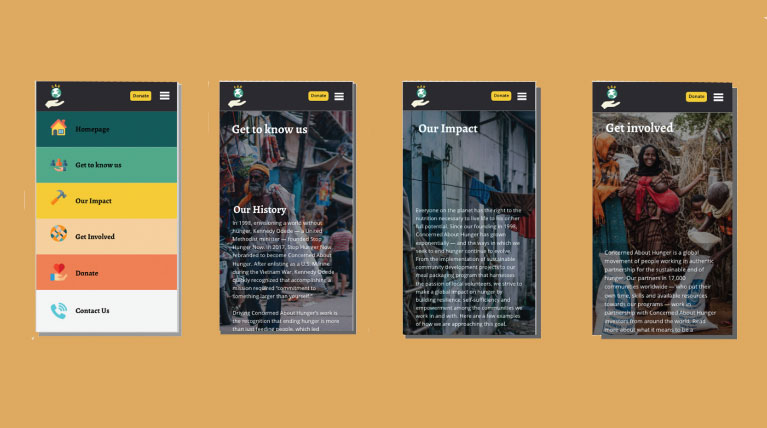 Donate
Homepage
Get to know us
Our Impact
Get Involved
Donate
Contact Us
Donate
Get to know us
Our History
In 1998, envisioning a world without
hunger, Kennedy Odede — a United
Methodist minister — founded Stop
Hunger Now. In 2017, Stop Hunger Now
rebranded to become Concerned About
Hunger. After enlisting as a U.S. Marine
during the Vietnam War, Kennedy Odede
quickly recognized that accomplishing a
mission required "commitment to
something larger than yourself."
Driving Concerned About Hunger's work is
the recognition that ending hunger is more
than just feeding people, which led
Donate
Our Impact
Everyone on the planet has the right to the
nutrition necessary to live life to his or her
full potential. Since our founding in 1998,
Concerned About Hunger has grown
exponentially — and the ways in which we
seek to end hunger continue to evolve.
From the implementation of sustainable
community development projects to our
meal packaging program that harnesses
the passion of local volunteers, we strive to
make a global impact on hunger by
building resilience, self-sufficiency and
empowerment among the communities we
work in and with. Here are a few examples
of how we are approaching this goal.
Donate
Get involved
Concerned About Hunger is a global
movement of people working in authentic
partnership for the sustainable end of
hunger. Our partners in 17,000
communities worldwide — who put their
own time, skills and available resources
towards our programs — work in
partnership with Concerned About Hunger
investors from around the world. Read
more about what it means to be a